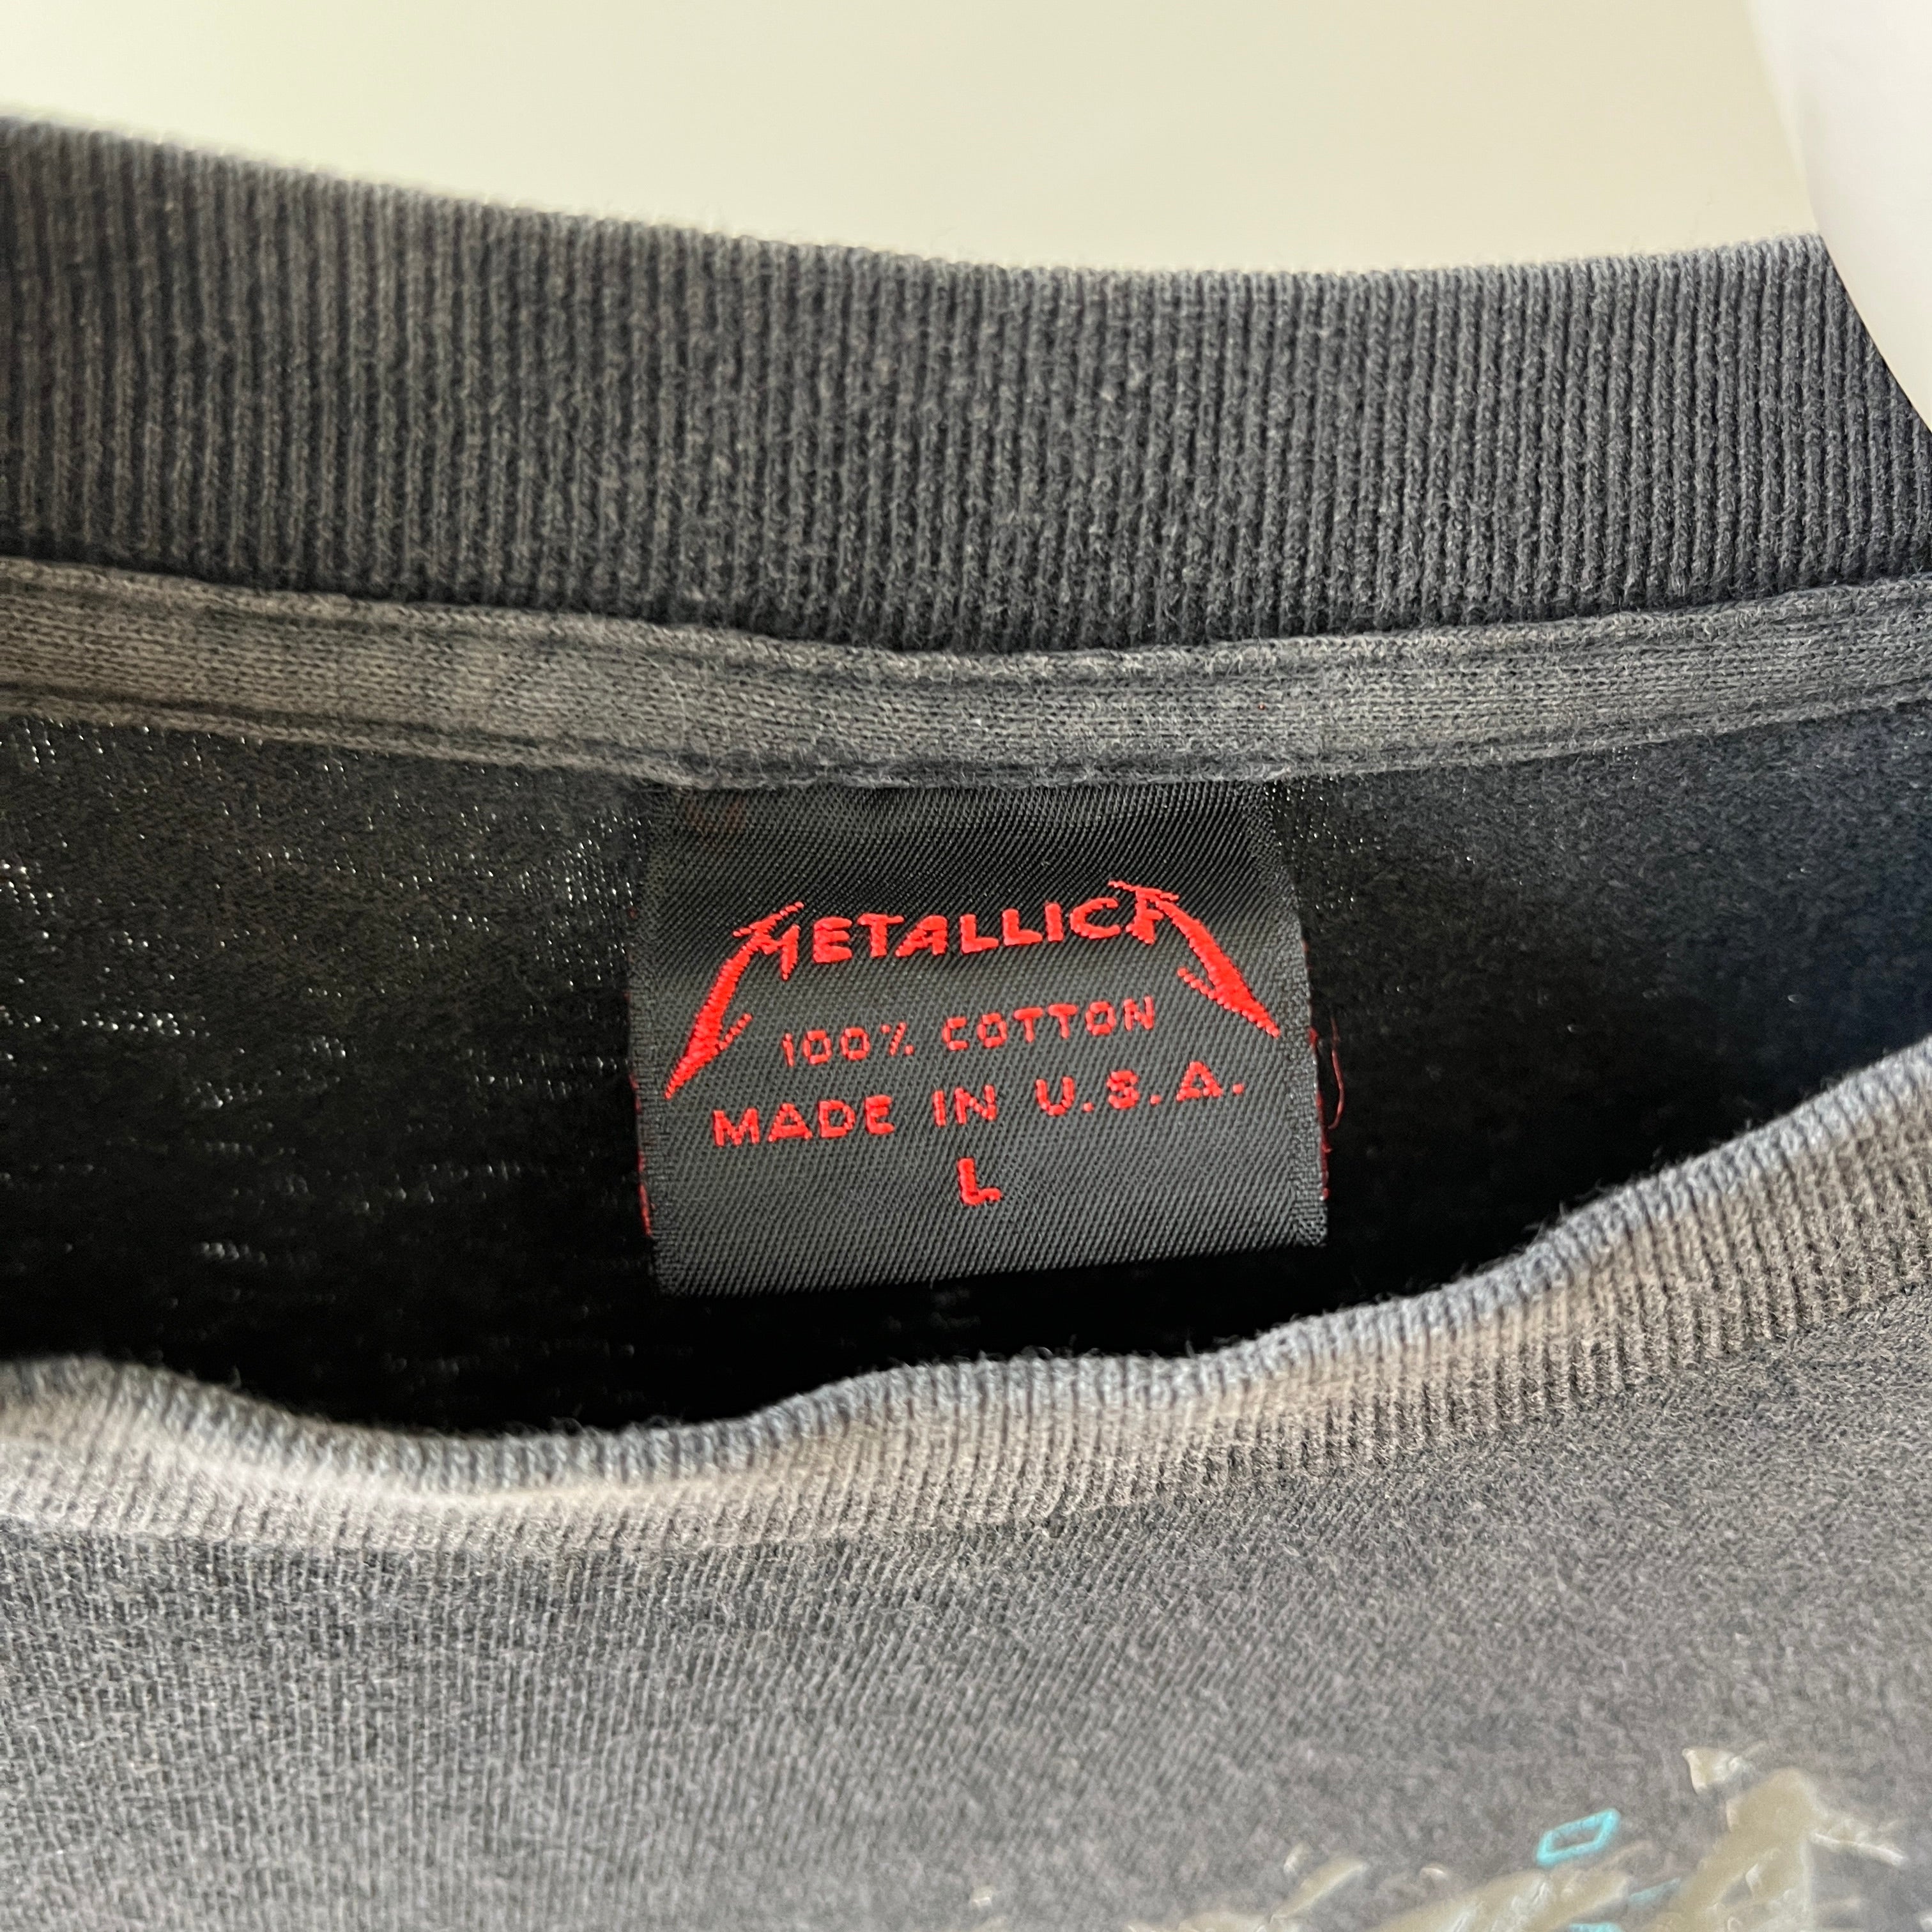 METALLICA
100% COTTON
MADE IN U.S.A.
L